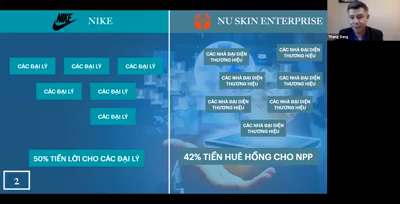 NIKE
NIKE
CÁC ĐẠI LÝ
CÁC ĐẠI LÝ
CÁC ĐẠI LÝ
CÁC ĐẠI LÝ
CÁC ĐẠI LÝ
CÁC ĐẠI LÝ
50% TIỀN LỜI CHO CÁC ĐẠI LÝ
2
NU SKIN ENTERPRISE
CÁC NHÀ ĐẠI DIỆN
THƯƠNG HIỆU
CÁC NHÀ ĐẠI DIỆN
THƯƠNG HIỆU
CÁC NHÀ ĐẠI DIỆN
THƯƠNG HIỆU
CÁC NHÀ ĐẠI DIỆN
THƯƠNG HIỆU
CÁC NHÀ ĐẠI DIỆN
THƯƠNG HIỆU
CÁC NHÀ ĐẠI DIỆN
THƯƠNG HIỆU
CÁC NHÀ ĐẠI DIỆN
THƯƠNG HIỆU
42% TIỀN HUÊ HỒNG CHO NPP
Thang Dang